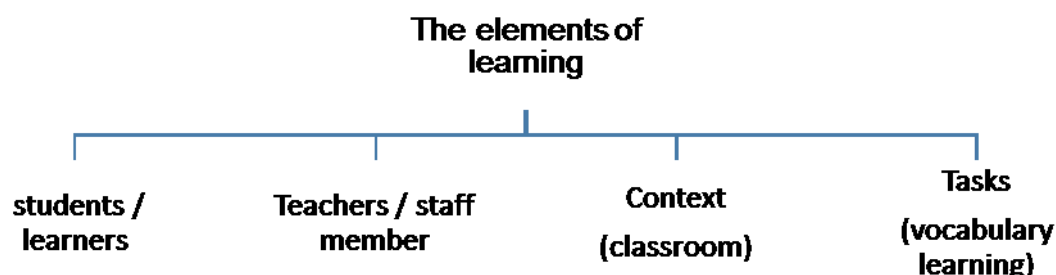 The elements of
learning
students /
learners
Teachers / staff
member
Context
(classroom)
Tasks
(vocabulary
learning)